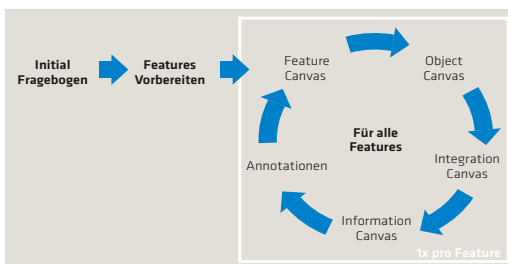 Initial
Fragebogen
Features
Vorbereiten
Feature
Canvas
Object
Canvas
Für alle
Features
Integration
Canvas
Information
Canvas
Annotationen
1x pro Feature